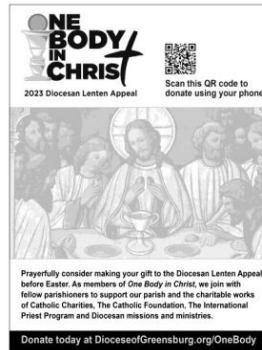 ONE
BODY
IN
CHRIST
2023 Diocesan Lenten Appeal
Scan this QR code to
donate using your phone
Prayerfully consider making your gift to the Diocesan Lenten Appeal
before Easter. As members of One Body in Christ, we join with
fellow parishioners to support our parish and the charitable works
of Catholic Charities, The Catholic Foundation, The International
Priest Program and Diocesan missions and ministries.
Donate today at DioceseofGreensburg.org/OneBody